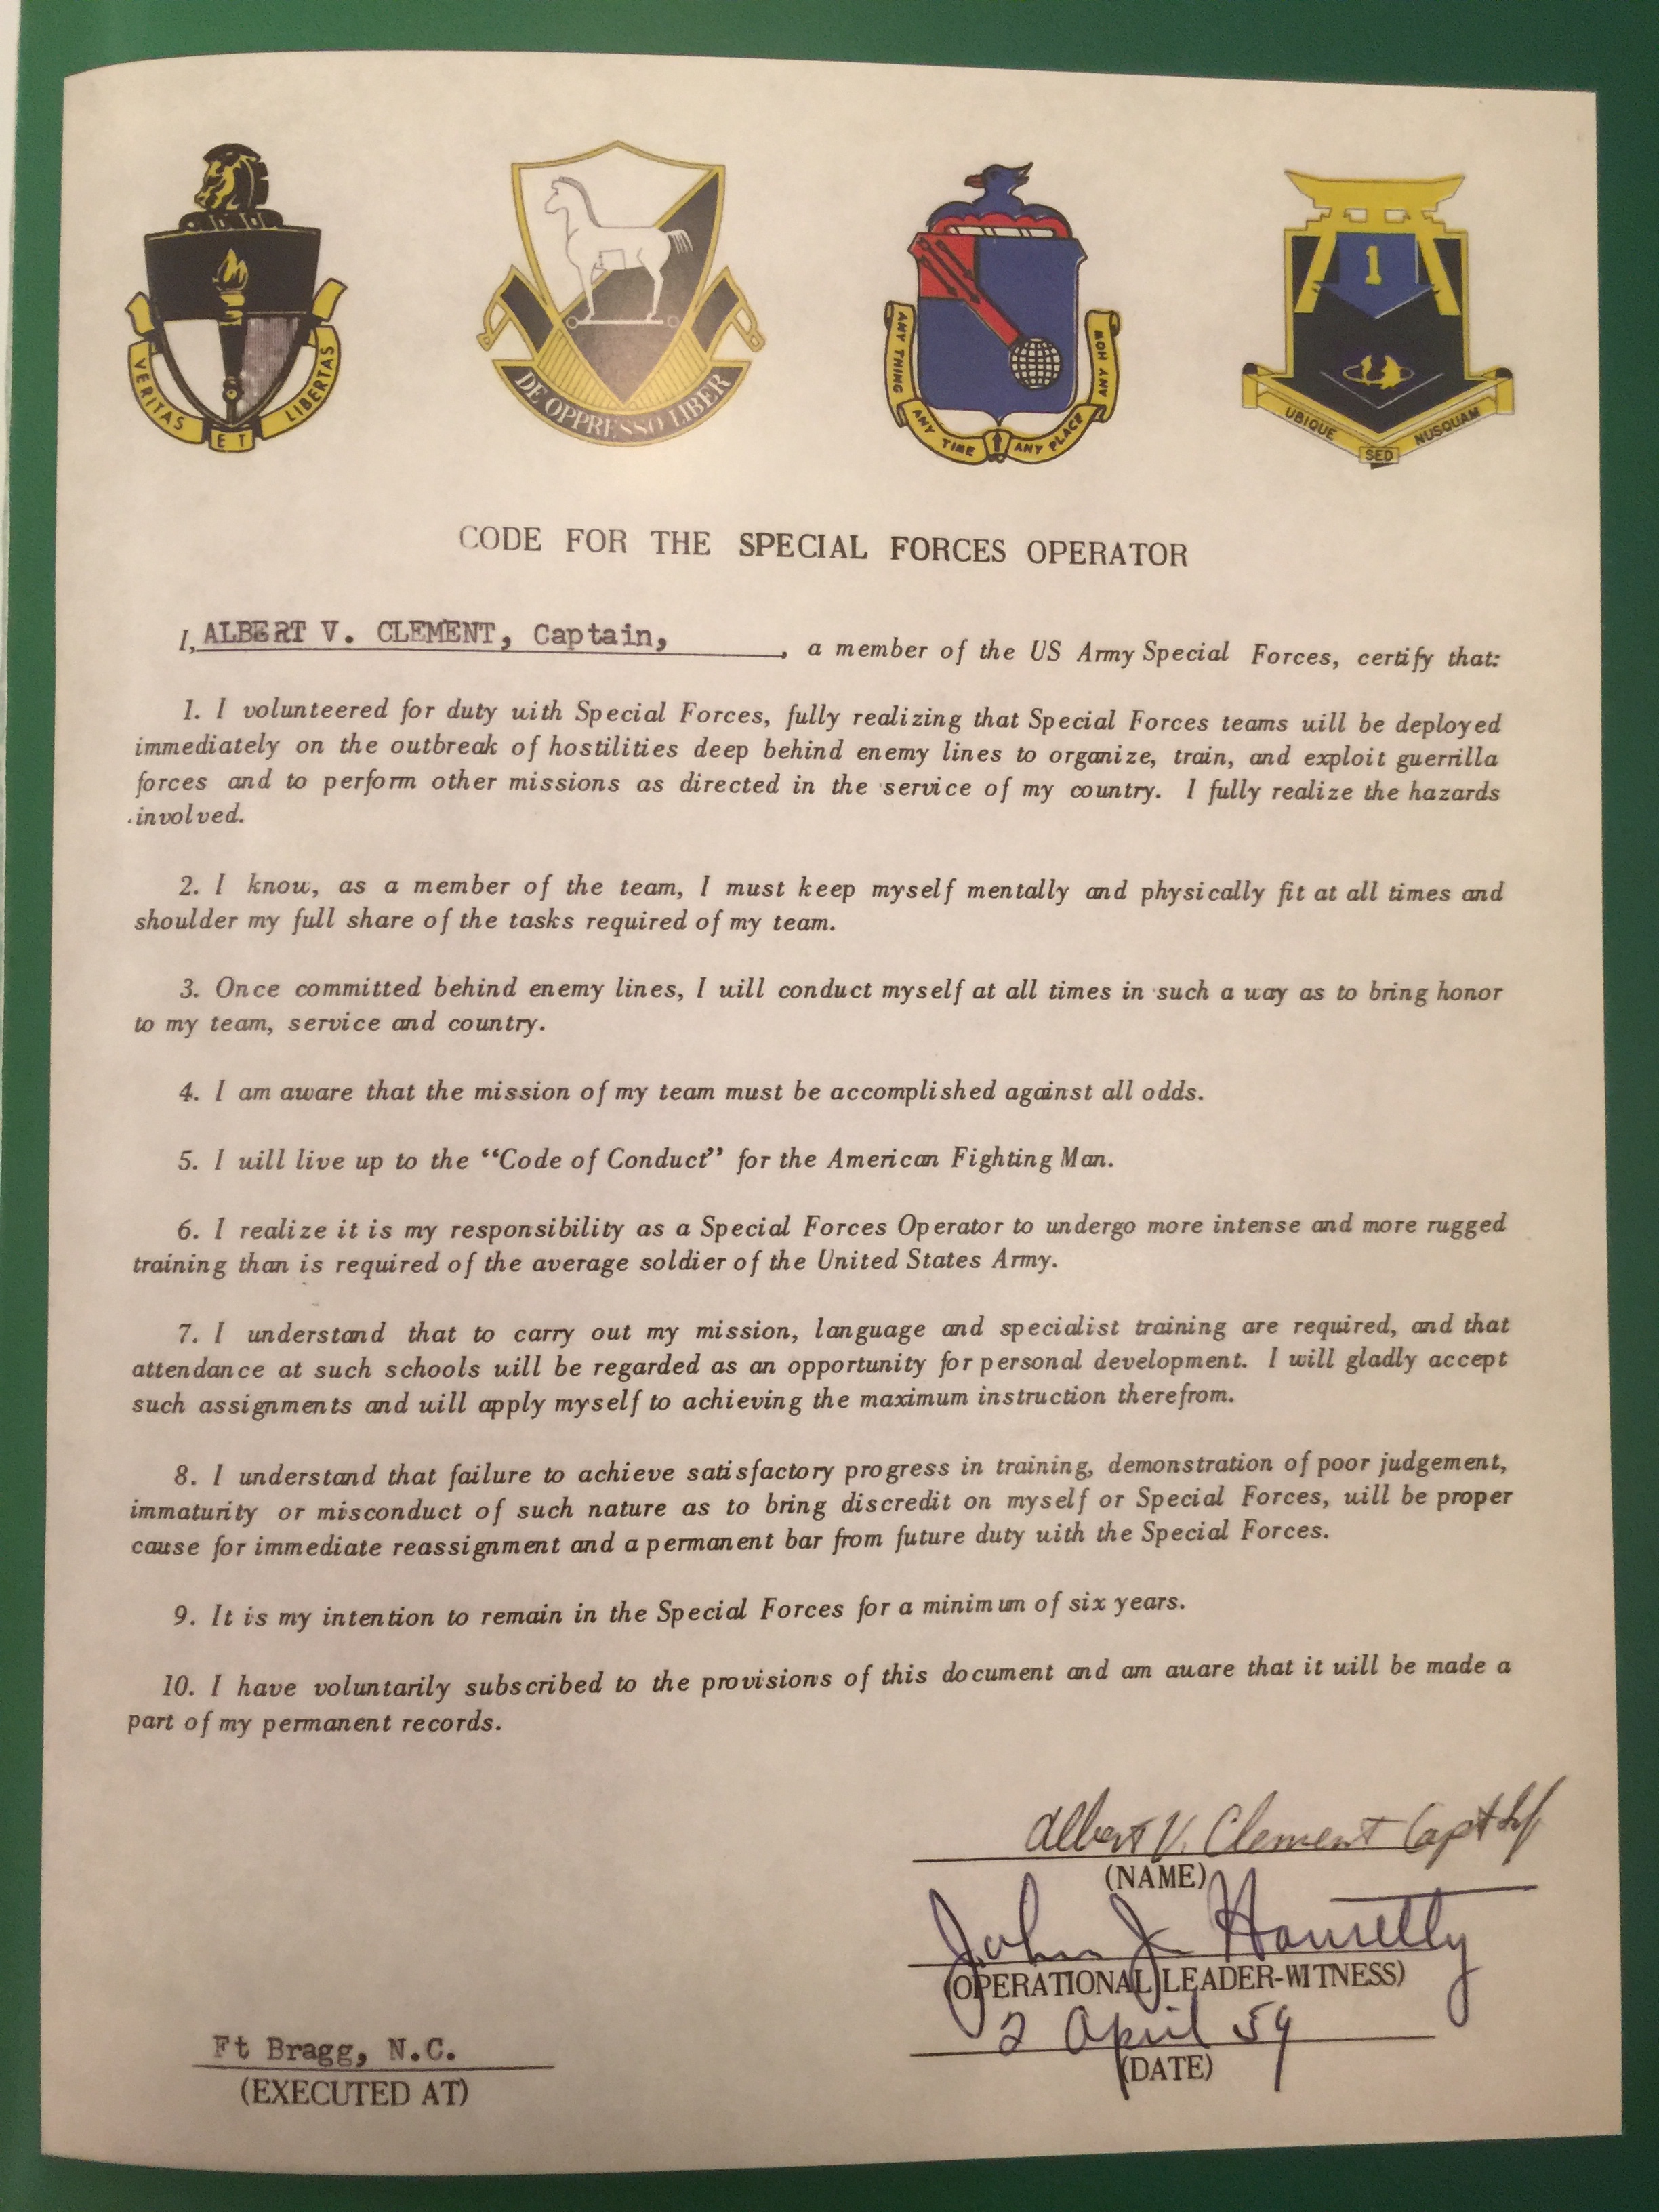 VERITAS ET LIBERTAS
DE OPPRESSO LIBER
ANY THING ANY TIME ANY PLACE ANY HOW
1
UBIQUE SED NUSQUAM
CODE FOR THE SPECIAL FORCES OPERATOR
I, ALBERT V. CLEMENT, Captain, , a member of the US Army Special Forces, certify that:
1. I volunteered for duty with Special Forces, fully realizing that Special Forces teams will be deployed
immediately on the outbreak of hostilities deep behind enemy lines to organize, train, and exploit guerrilla
forces and to perform other missions as directed in the service of my country. I fully realize the hazards
involved.
2. I know, as a member of the team, I must keep myself mentally and physically fit at all times and
shoulder my full share of the tasks required of my team.
3. Once committed behind enemy lines, I will conduct myself at all times in such a way as to bring honor
to my team, service and country.
4. I am aware that the mission of my team must be accomplished against all odds.
5. I will live up to the “Code of Conduct” for the American Fighting Man.
6. I realize it is my responsibility as a Special Forces Operator to undergo more intense and more rugged
training than is required of the average soldier of the United States Army.
7. I understand that to carry out my mission, language and specialist training are required, and that
attendance at such schools will be regarded as an opportunity for personal development. I will gladly accept
such assignments and will apply myself to achieving the maximum instruction therefrom.
8. I understand that failure to achieve satisfactory progress in training, demonstration of poor judgement,
immaturity or misconduct of such nature as to bring discredit on myself or Special Forces, will be proper
cause for immediate reassignment and a permanent bar from future duty with the Special Forces.
9. It is my intention to remain in the Special Forces for a minimum of six years.
10. I have voluntarily subscribed to the provisions of this document and am aware that it will be made a
part of my permanent records.
Albert V. Clement Capt
(NAME)
John J.
(OPERATIONAL LEADER-WITNESS)
2 April 59
(DATE)
Ft Bragg, N.C.
(EXECUTED AT)